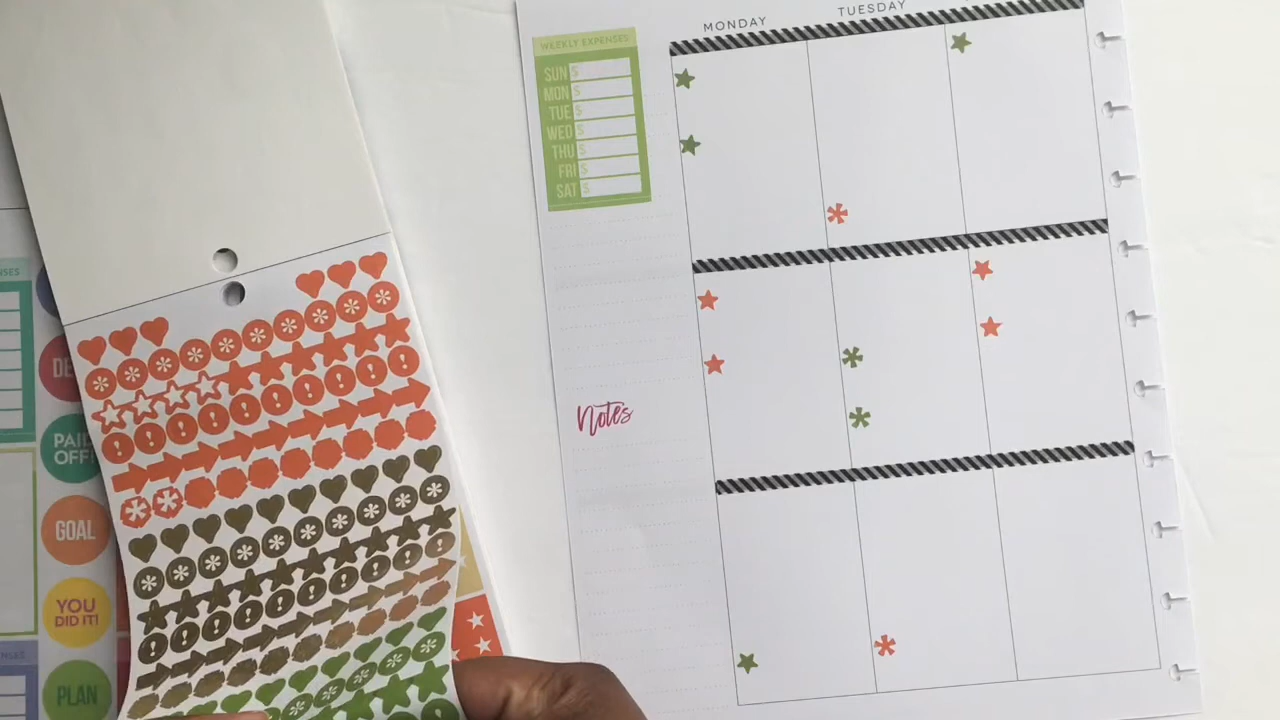 MONDAY
TUESDAY
WEEKLY EXPENSES
SUN $
MON $
TUE $
WED $
THU $
FRI $
SAT $
Notes
PAID
OFF!
GOAL
YOU
DID IT!
PLAN